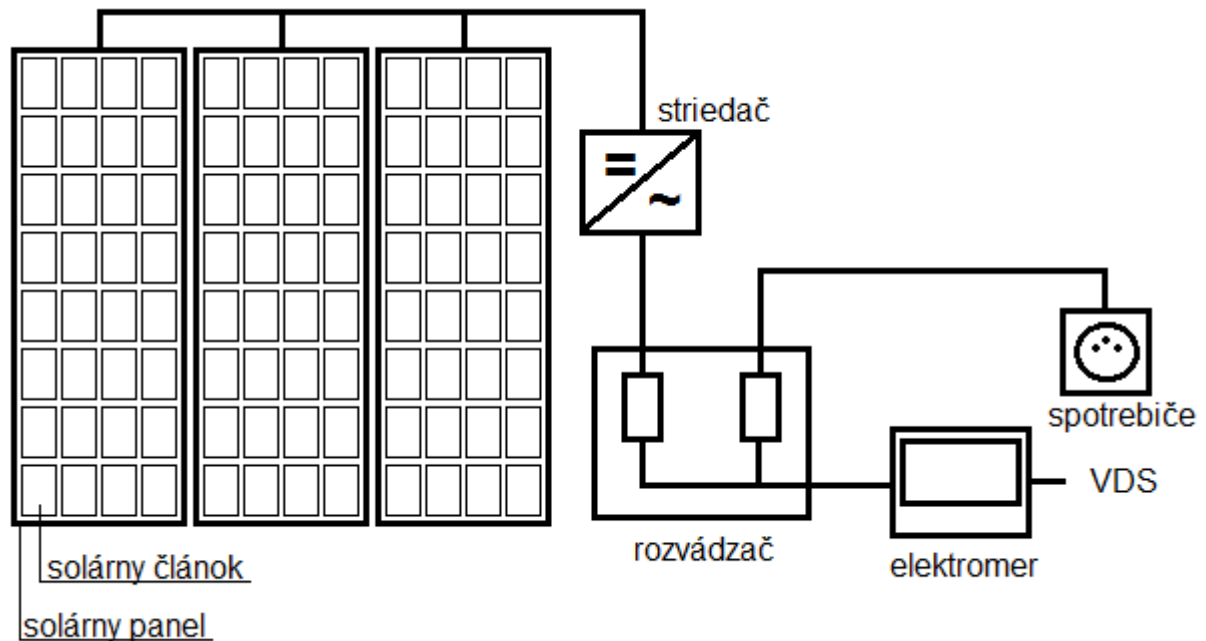 striedač
spotrebiče
VDS
rozvádzač
elektromer
solárny článok
solárny panel